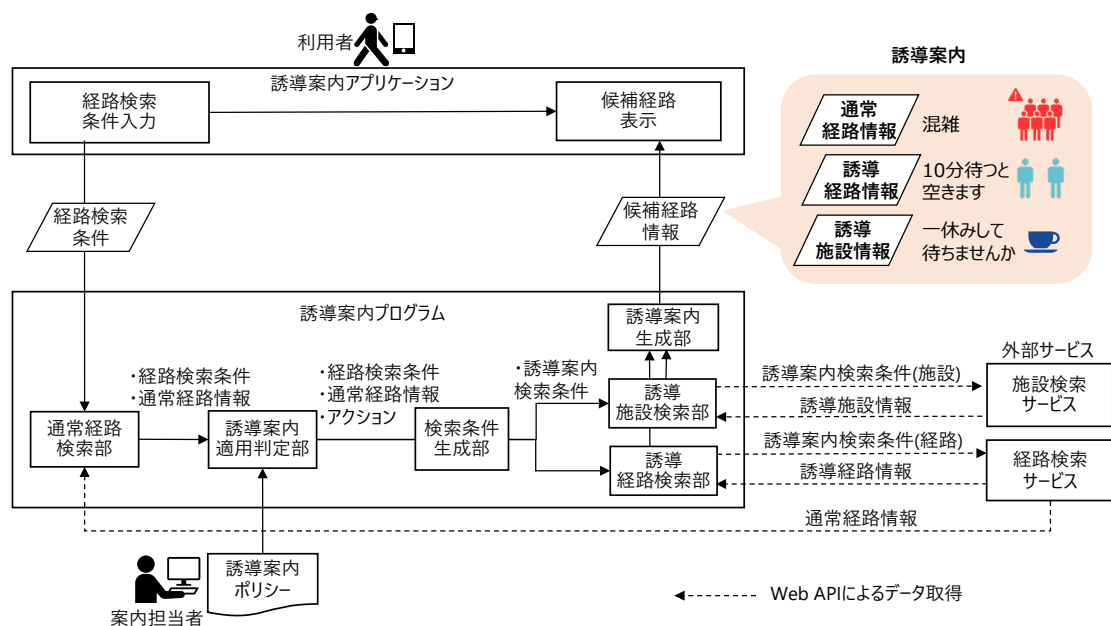 利用者
誘導案内アプリケーション
経路検索
条件入力
候補経路
表示
経路検索
条件
候補経路
情報
誘導案内
通常
経路情報
混雑
誘導
経路情報
10分待つと
空きます
誘導
施設情報
一休みして
待ちませんか
誘導案内プログラム
誘導案内
生成部
・経路検索条件
・通常経路情報
・経路検索条件
・通常経路情報
・アクション
・誘導案内
検索条件
通常経路
検索部
誘導案内
適用判定部
検索条件
生成部
誘導
施設検索部
誘導
経路検索部
誘導案内検索条件(施設)
誘導施設情報
誘導案内検索条件(経路)
誘導経路情報
通常経路情報
外部サービス
施設検索
サービス
経路検索
サービス
案内担当者
誘導案内
ポリシー
Web APIによるデータ取得